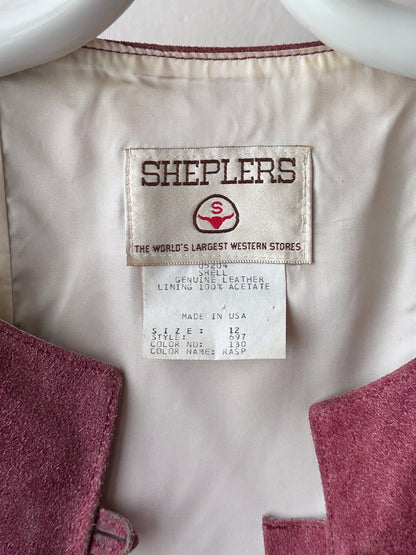 SHEPLERS
S
THE WORLD'S LARGEST WESTERN STORES
05204
SHELL
GENUINE LEATHER
LINING 100% ACETATE
MADE IN USA
SIZE: 12
STYLE: 697
COLOR NO: 130
COLOR NAME: RASP